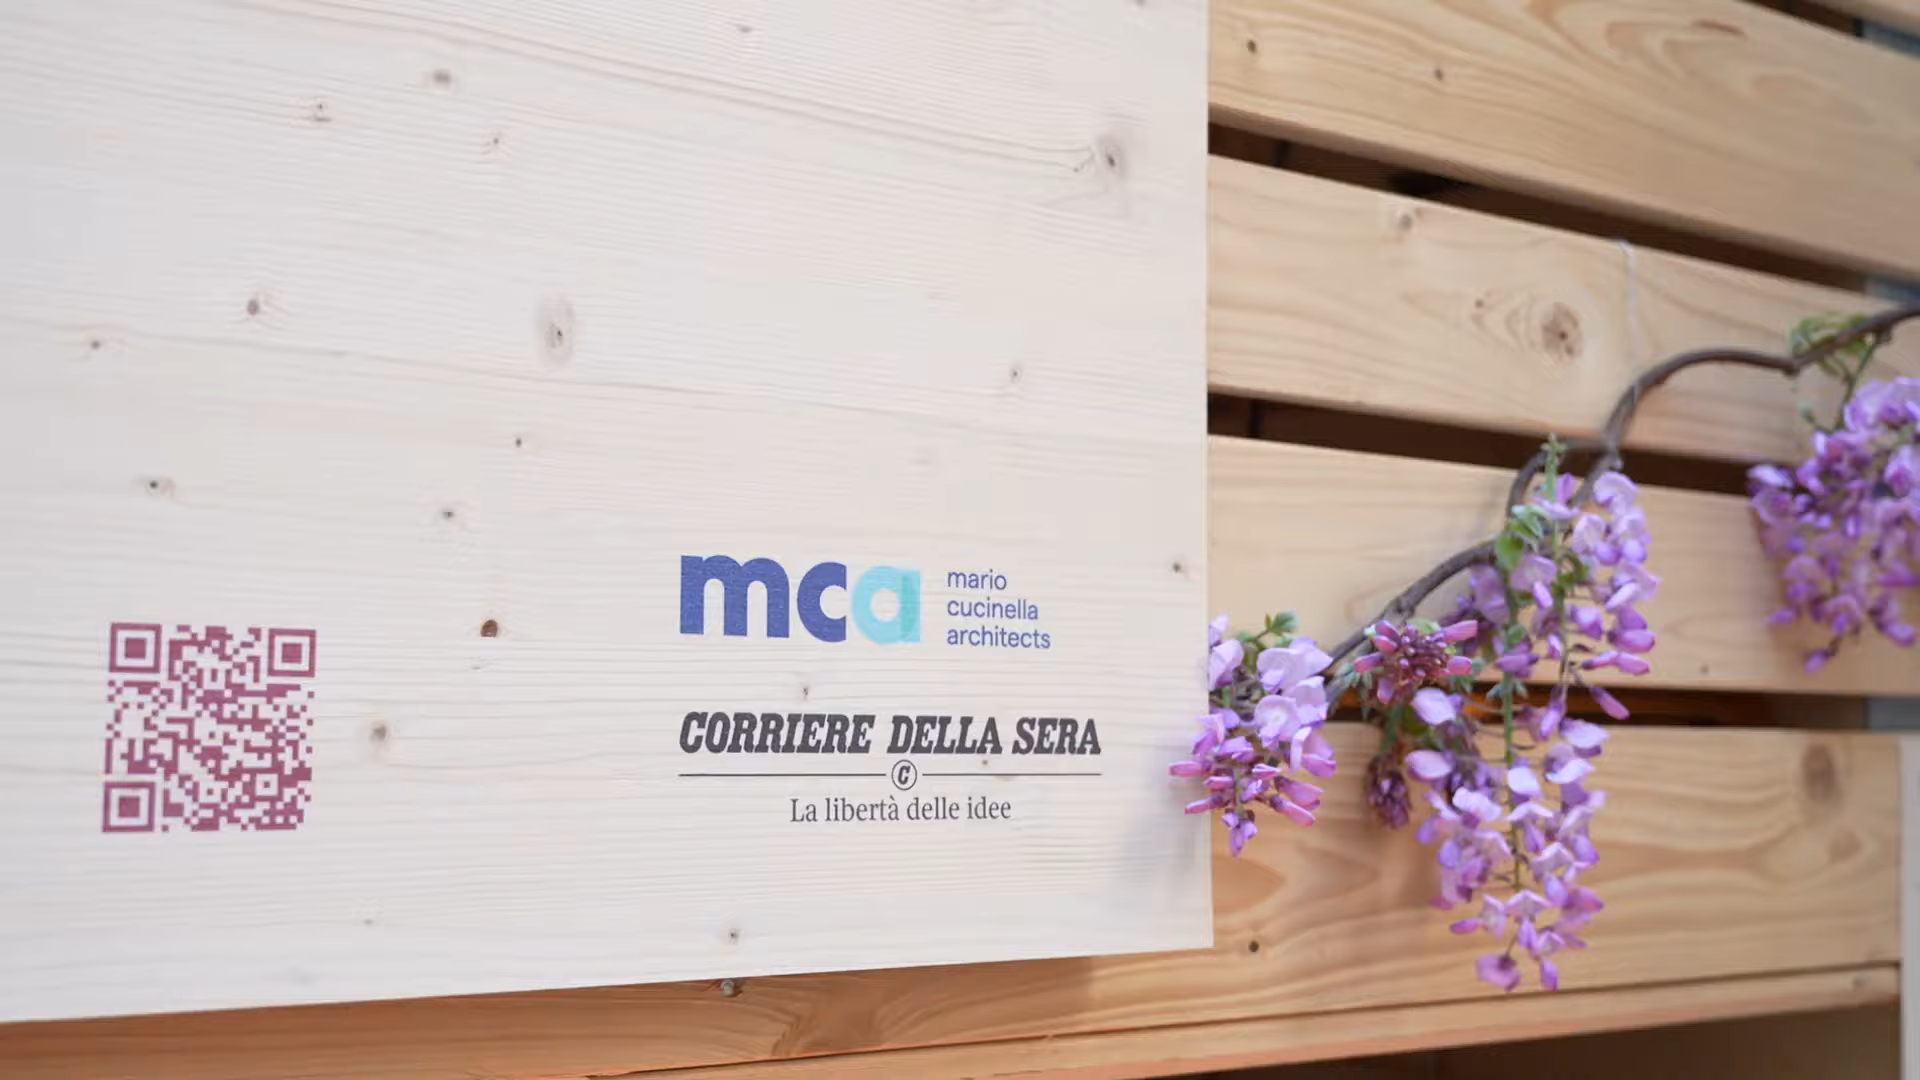 mca
mario
cucinella
architects
CORRIERE DELLA SERA
C
La libertà delle idee